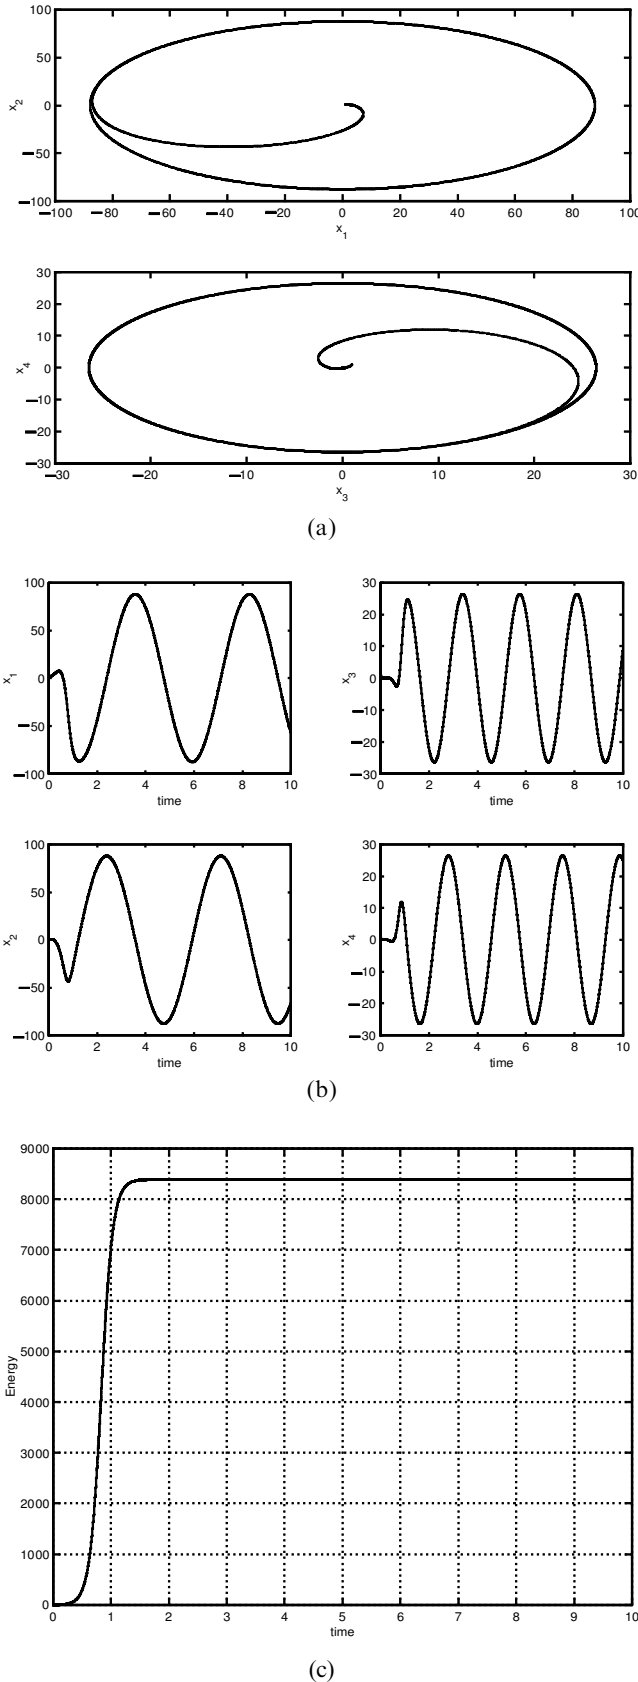 100
50
x2
0
−50
−100
−100 −80 −60 −40 −20 0 20 40 60 80 100
x1
30
20
10
x4
0
−10
−20
−30
−30 −20 −10 0 10 20 30
x3
(a)
100
50
x1
0
−50
−100
0 2 4 6 8 10
time
30
20
10
x3
0
−10
−20
−30
0 2 4 6 8 10
time
100
50
x2
0
−50
−100
0 2 4 6 8 10
time
30
20
10
x4
0
−10
−20
−30
0 2 4 6 8 10
time
(b)
9000
8000
7000
6000
5000
Energy
4000
3000
2000
1000
0
0 1 2 3 4 5 6 7 8 9 10
time
(c)